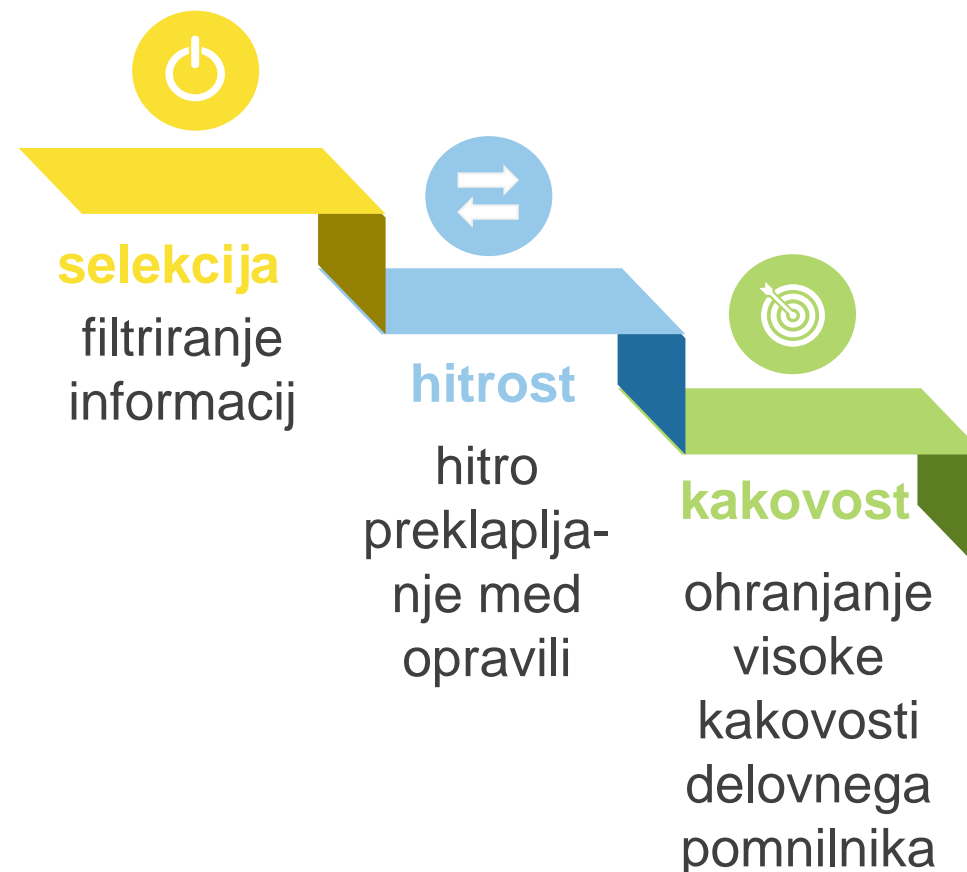 selekcija
filtriranje
informacij
hitrost
hitro
preklaplja-
nje med
opravili
kakovost
ohranjanje
visoke
kakovosti
delovnega
pomnilnika